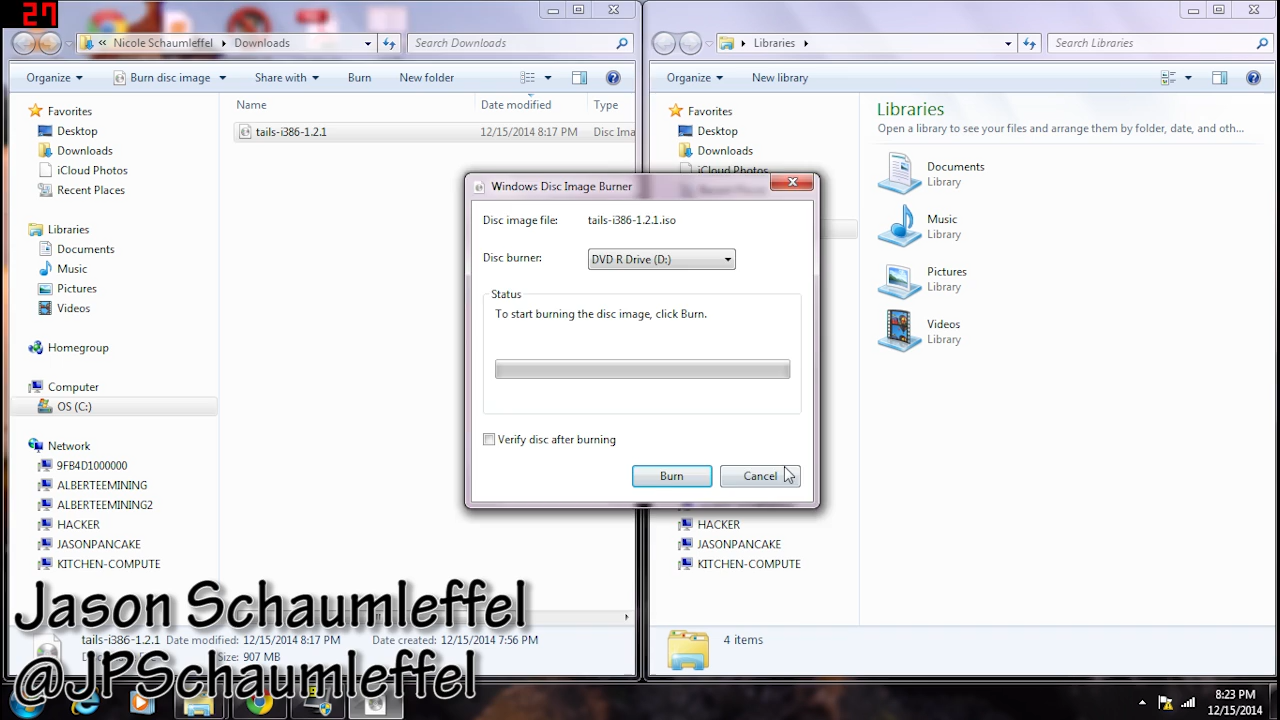 27
Nicole Schaumleffel
Downloads
Search Downloads
Organize
Burn disc image
Share with
Burn
New folder
Favorites
Desktop
Downloads
iCloud Photos
Recent Places
Libraries
Documents
Music
Pictures
Videos
Homegroup
Computer
OS (C:)
Network
9FB4D1000000
ALBERTEEMINING
ALBERTEEMINING2
HACKER
JASONPANCAKE
KITCHEN-COMPUTE
Name Date modified Type
tails-i386-1.2.1 12/15/2014 8:17 PM Disc Ima
Windows Disc Image Burner
Disc image file: tails-i386-1.2.1.iso
Disc burner: DVD R Drive (D:)
Status
To start burning the disc image, click Burn.
Verify disc after burning
Burn Cancel
Libraries
Search Libraries
Organize
New library
Favorites
Desktop
Downloads
iCloud Photos
HACKER
JASONPANCAKE
KITCHEN-COMPUTE
Libraries
Open a library to see your files and arrange them by folder, date, and oth...
Documents
Library
Music
Library
Pictures
Library
Videos
Library
Jason Schaumleffel
@JPSchaumleffel
tails-i386-1.2.1 Date modified: 12/15/2014 8:17 PM Date created: 12/15/2014 7:56 PM
Size: 907 MB
4 items
8:23 PM
12/15/2014